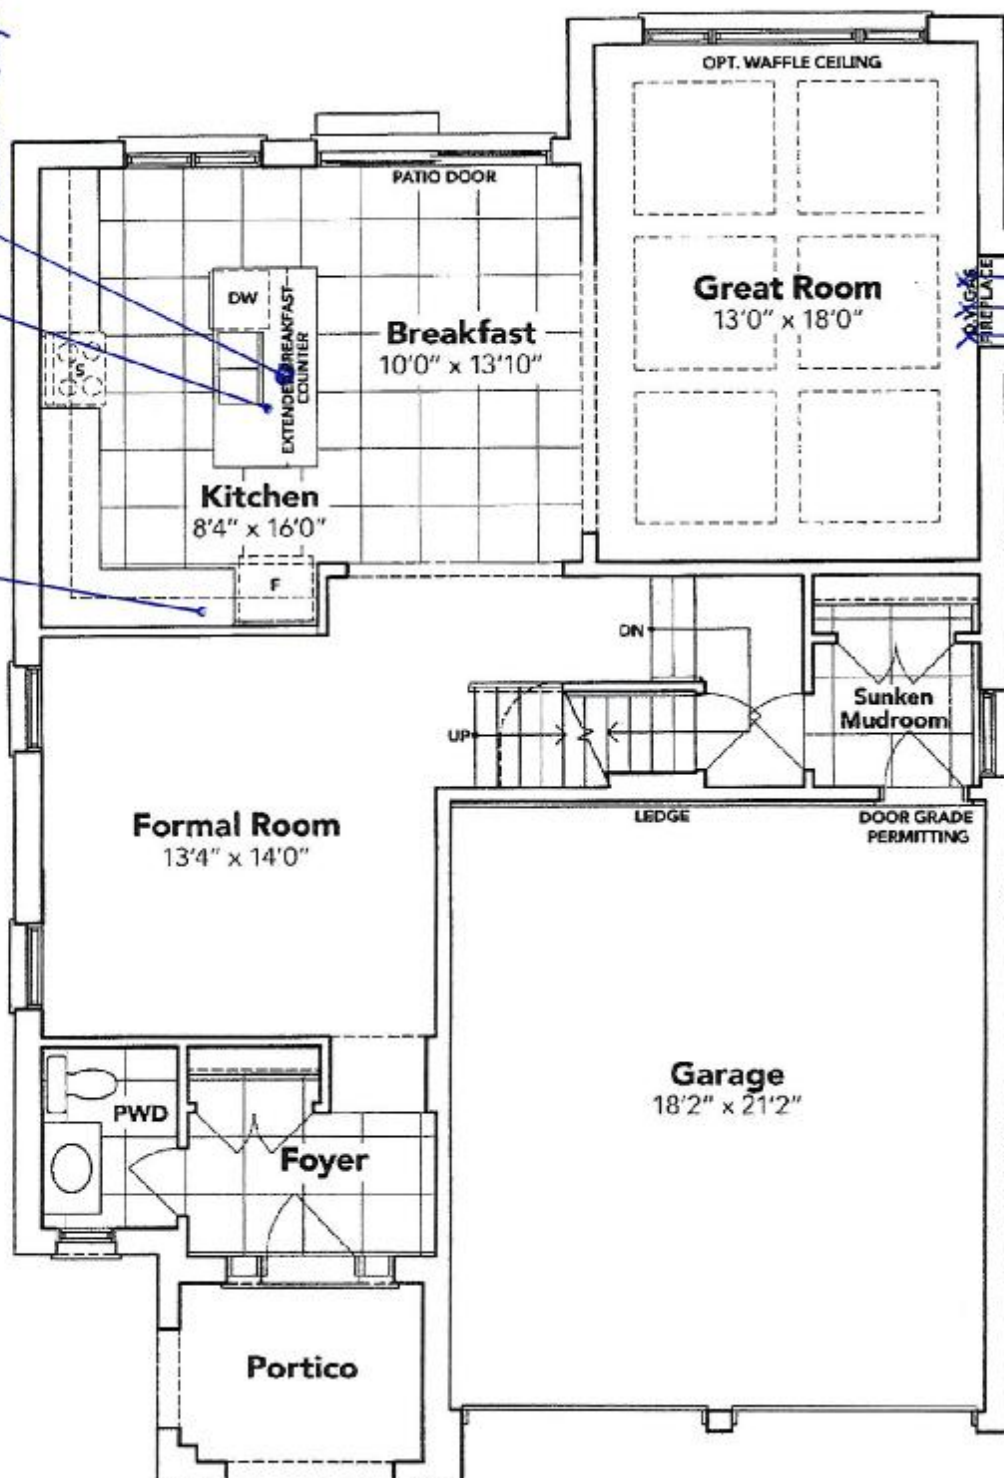 OPT. WAFFLE CEILING
PATIO DOOR
DW
EXTENDED BREAKFAST
COUNTER
S
Breakfast
10'0" x 13'10"
Great Room
13'0" x 18'0"
GAS
FIREPLACE
Kitchen
8'4" x 16'0"
F
DN
UP
Sunken
Mudroom
Formal Room
13'4" x 14'0"
LEDGE
DOOR GRADE
PERMITTING
PWD
Foyer
Garage
18'2" x 21'2"
Portico